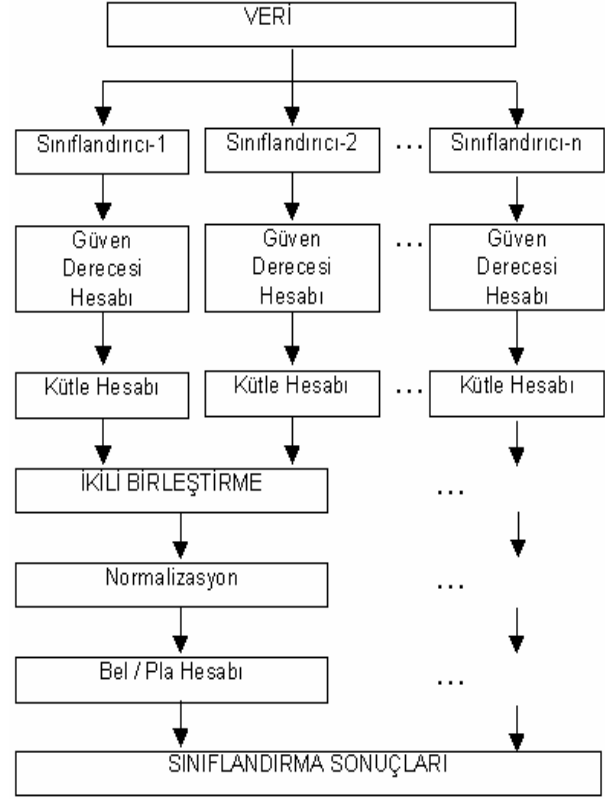 VERİ
Sınıflandırıcı-1 Sınıflandırıcı-2 ... Sınıflandırıcı-n
Güven Güven ... Güven
Derecesi Derecesi Derecesi
Hesabı Hesabı Hesabı
Kütle Hesabı Kütle Hesabı ... Kütle Hesabı
İKİLİ BİRLEŞTİRME ...
Normalizasyon ...
Bel / Pla Hesabı ...
SINIFLANDIRMA SONUÇLARI